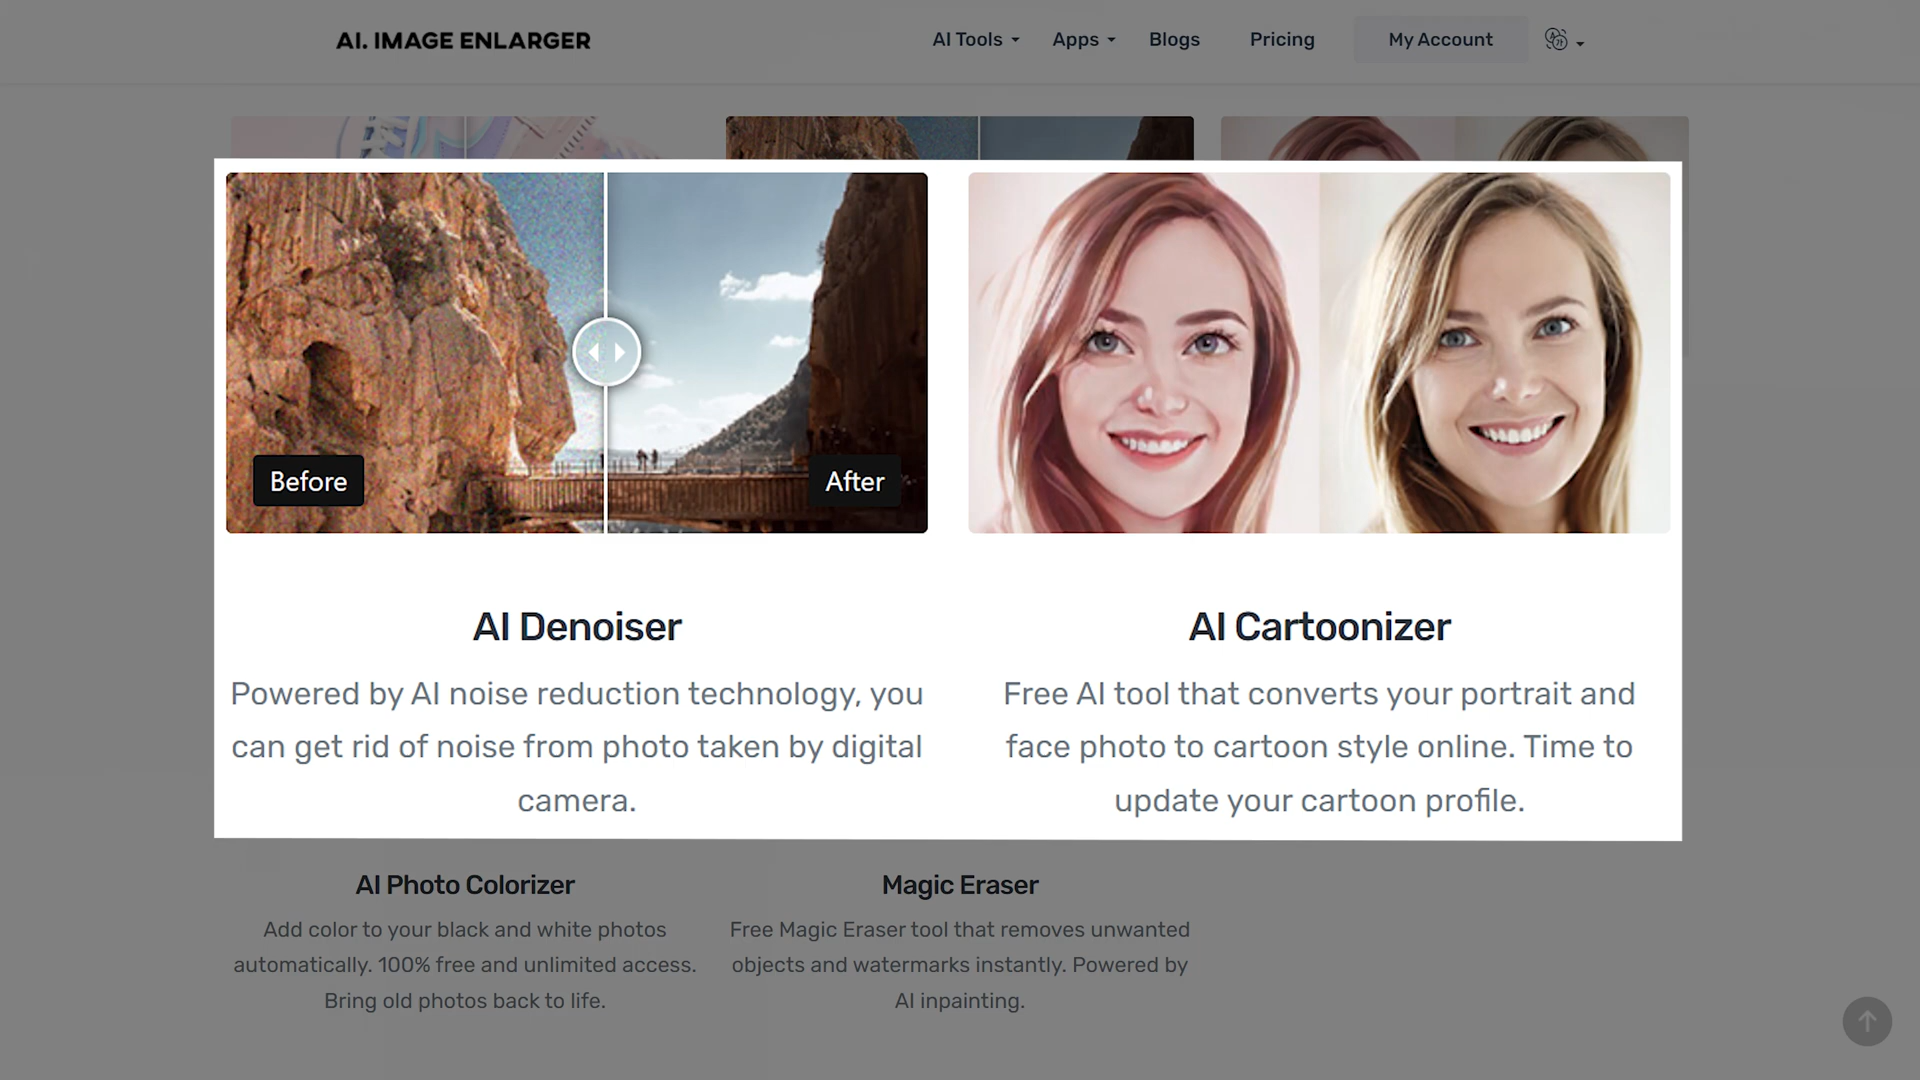 AI. IMAGE ENLARGER
AI Tools
Apps
Blogs
Pricing
My Account
Before
After
AI Denoiser
Powered by AI noise reduction technology, you
can get rid of noise from photo taken by digital
camera.
AI Cartoonizer
Free AI tool that converts your portrait and
face photo to cartoon style online. Time to
update your cartoon profile.
AI Photo Colorizer
Add color to your black and white photos
automatically. 100% free and unlimited access.
Bring old photos back to life.
Magic Eraser
Free Magic Eraser tool that removes unwanted
objects and watermarks instantly. Powered by
AI inpainting.